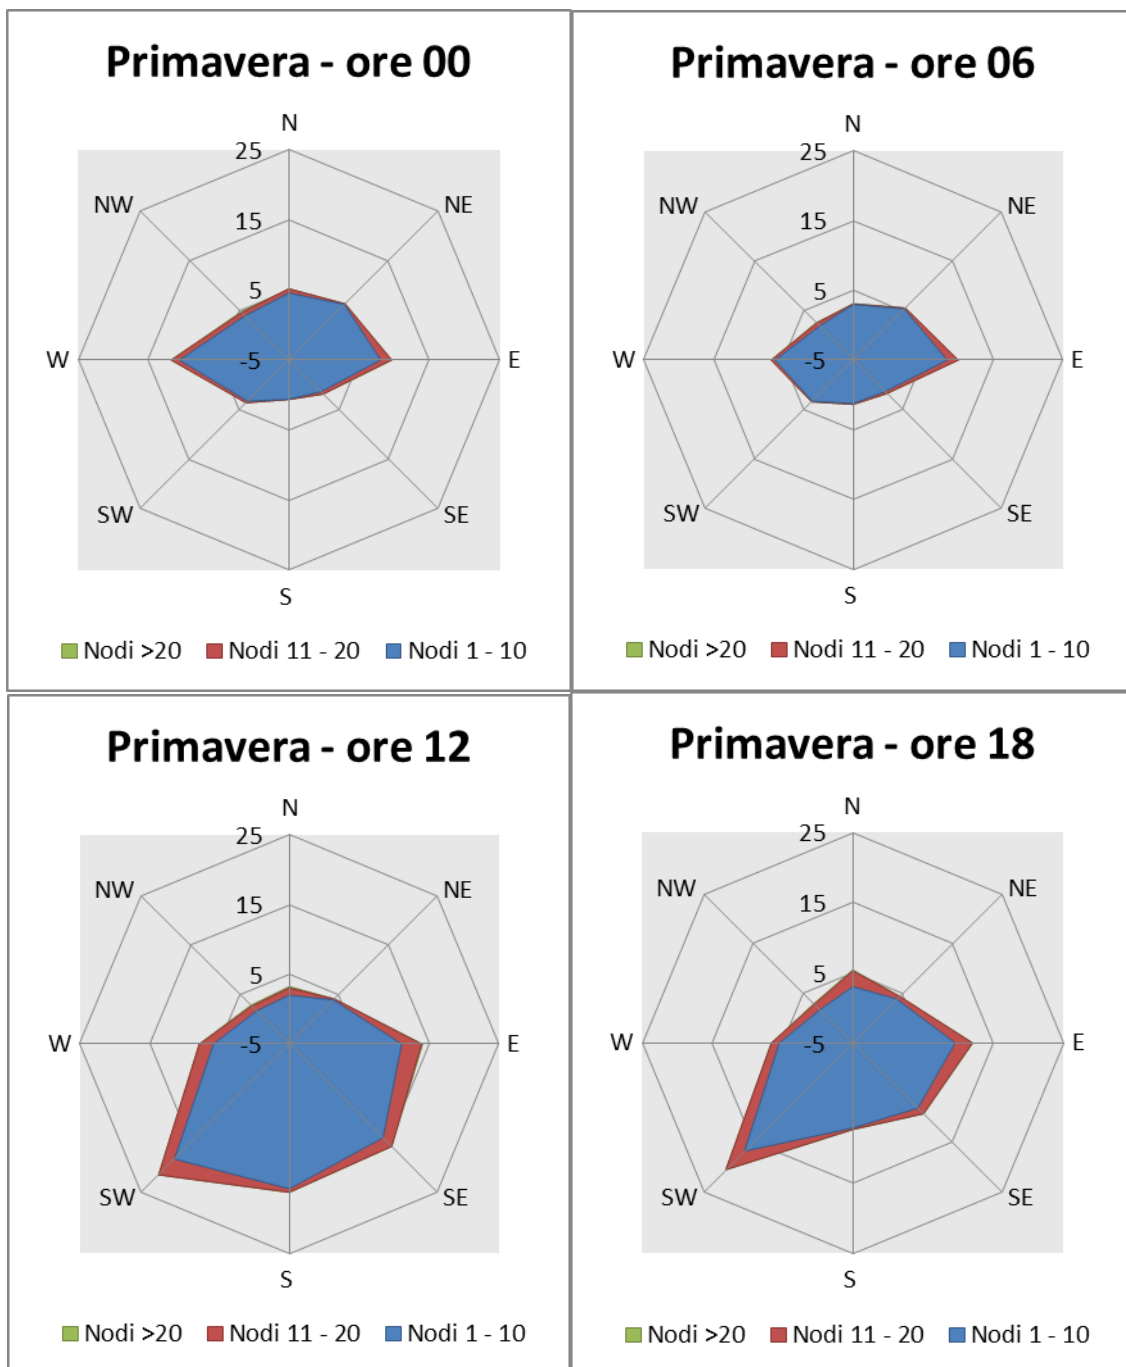 Primavera - ore 00
N
25
NW
NE
15
5
W
-5
E
SW
SE
S
Nodi >20 Nodi 11 - 20 Nodi 1 - 10
Primavera - ore 06
N
25
NW
NE
15
5
W
-5
E
SW
SE
S
Nodi >20 Nodi 11 - 20 Nodi 1 - 10
Primavera - ore 12
N
25
NW
NE
15
5
W
-5
E
SW
SE
S
Nodi >20 Nodi 11 - 20 Nodi 1 - 10
Primavera - ore 18
N
25
NW
NE
15
5
W
-5
E
SW
SE
S
Nodi >20 Nodi 11 - 20 Nodi 1 - 10